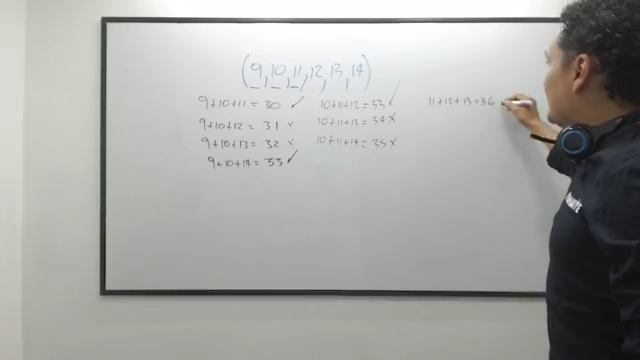 (9, 10, 11, 12, 13, 14)
9+10+11 = 30 ✓
9+10+12 = 31 x
9+10+13 = 32 x
9+10+14 = 33 ✓
10+11+12 = 33 ✓
10+11+13 = 34 x
10+11+14 = 35 x
11+12+13 = 36